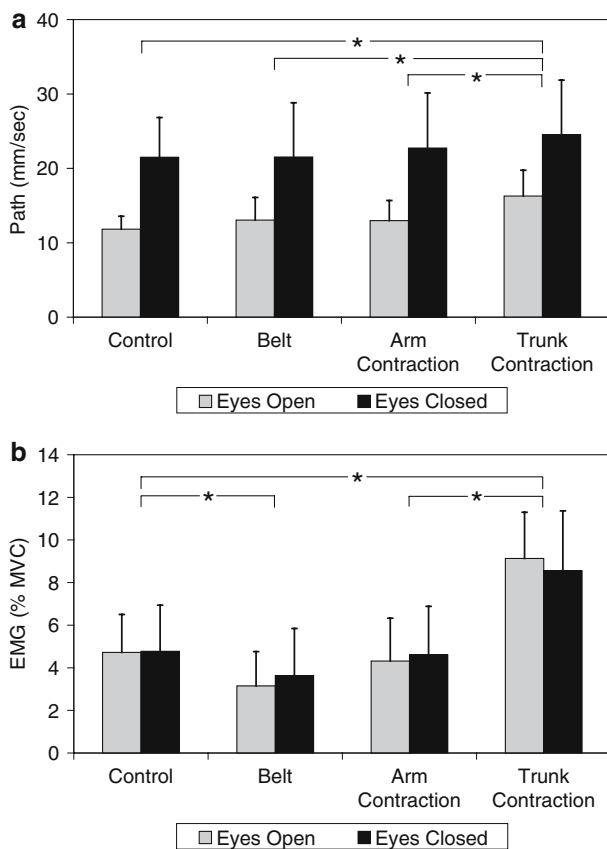 a
40
30
20
10
0
Path (mm/sec)
*
*
*
Control
Belt
Arm
Contraction
Trunk
Contraction
Eyes Open
Eyes Closed
b
14
12
10
8
6
4
2
0
EMG (% MVC)
*
*
*
Control
Belt
Arm
Contraction
Trunk
Contraction
Eyes Open
Eyes Closed